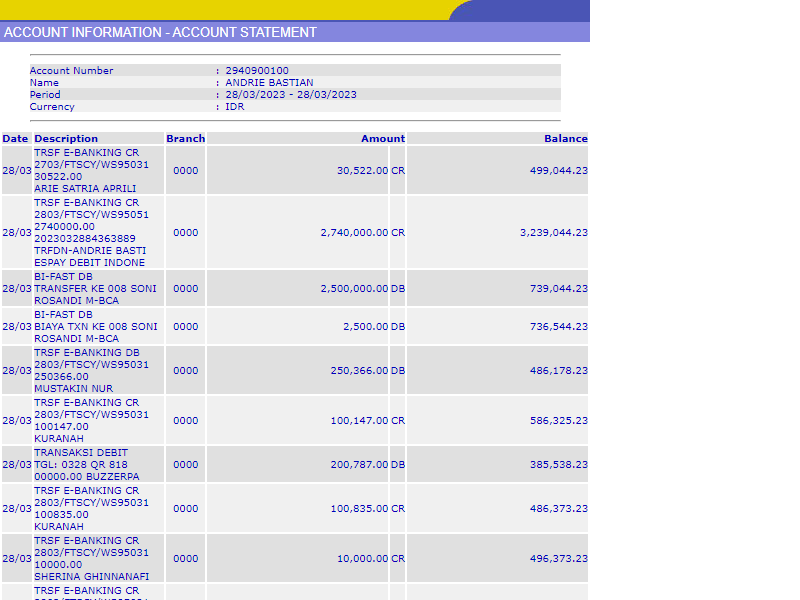 ACCOUNT INFORMATION - ACCOUNT STATEMENT
Account Number : 2940900100
Name : ANDRIE BASTIAN
Period : 28/03/2023 - 28/03/2023
Currency : IDR
Date Description Branch Amount Balance
TRSF E-BANKING CR
2703/FTSCY/WS95031
28/03 0000 30,522.00 CR 499,044.23
30522.00
ARIE SATRIA APRILI
TRSF E-BANKING CR
2803/FTSCY/WS95051
2740000.00
28/03 0000 2,740,000.00 CR 3,239,044.23
2023032884363889
TRFDN-ANDRIE BASTI
ESPAY DEBIT INDONE
BI-FAST DB
28/03 TRANSFER KE 008 SONI 0000 2,500,000.00 DB 739,044.23
ROSANDI M-BCA
BI-FAST DB
28/03 BIAYA TXN KE 008 SONI 0000 2,500.00 DB 736,544.23
ROSANDI M-BCA
TRSF E-BANKING DB
2803/FTSCY/WS95031
28/03 0000 250,366.00 DB 486,178.23
250366.00
MUSTAKIN NUR
TRSF E-BANKING CR
2803/FTSCY/WS95031
28/03 0000 100,147.00 CR 586,325.23
100147.00
KURANAH
TRANSAKSI DEBIT
28/03 TGL: 0328 QR 818 0000 200,787.00 DB 385,538.23
00000.00 BUZZERPA
TRSF E-BANKING CR
2803/FTSCY/WS95031
28/03 0000 100,835.00 CR 486,373.23
100835.00
KURANAH
TRSF E-BANKING CR
2803/FTSCY/WS95031
28/03 0000 10,000.00 CR 496,373.23
10000.00
SHERINA GHINNANAFI
TRSF E-BANKING CR